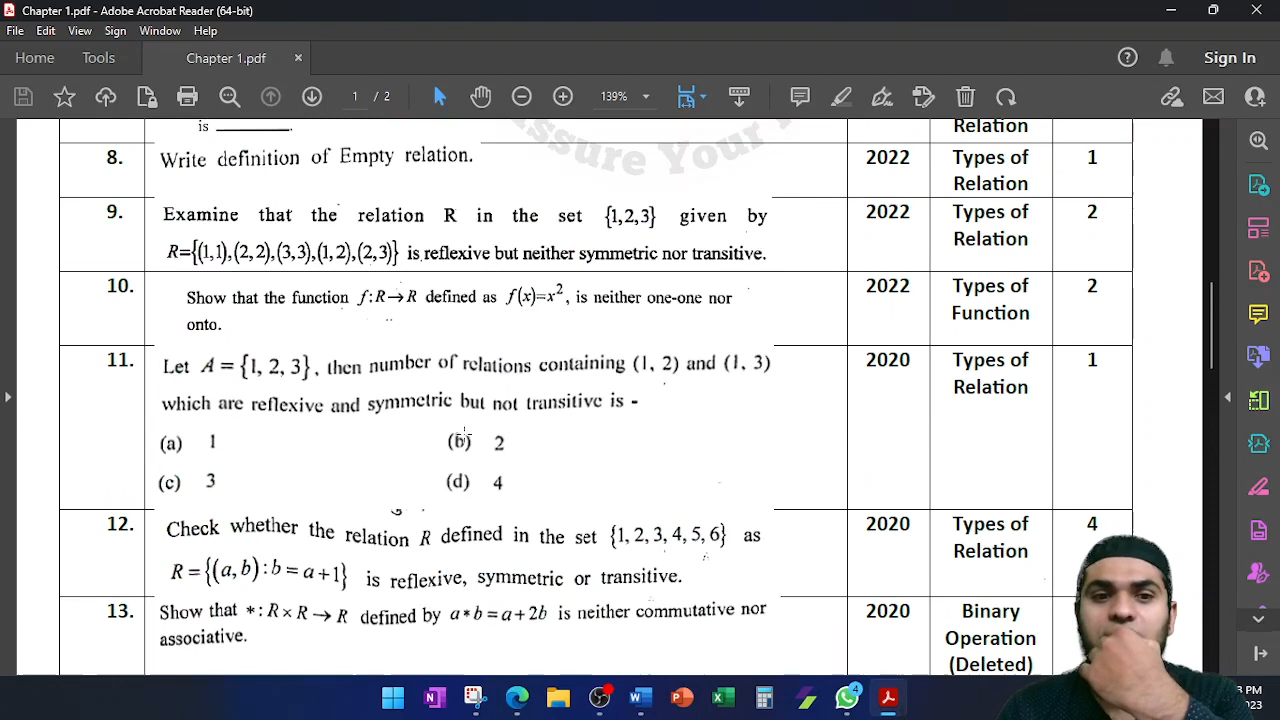 Chapter 1.pdf - Adobe Acrobat Reader (64-bit)
File Edit View Sign Window Help
Home Tools Chapter 1.pdf × Sign In
1 / 2 139%
is ________. Relation
Assure Your
8. Write definition of Empty relation. 2022 Types of Relation 1
9. Examine that the relation R in the set {1,2,3} given by 2022 Types of Relation 2
R={(1,1),(2,2),(3,3),(1,2),(2,3)} is reflexive but neither symmetric nor transitive.
10. Show that the function f:R→R defined as f(x)=x², is neither one-one nor 2022 Types of Function 2
onto.
11. Let A = {1, 2, 3}, then number of relations containing (1, 2) and (1, 3) 2020 Types of Relation 1
which are reflexive and symmetric but not transitive is -
(a) 1 (b) 2
(c) 3 (d) 4
12. Check whether the relation R defined in the set {1, 2, 3, 4, 5, 6} as 2020 Types of Relation 4
R = {(a, b) : b = a + 1} is reflexive, symmetric or transitive.
13. Show that * : R × R → R defined by a * b = a + 2b is neither commutative nor 2020 Binary Operation (Deleted)
associative.
4